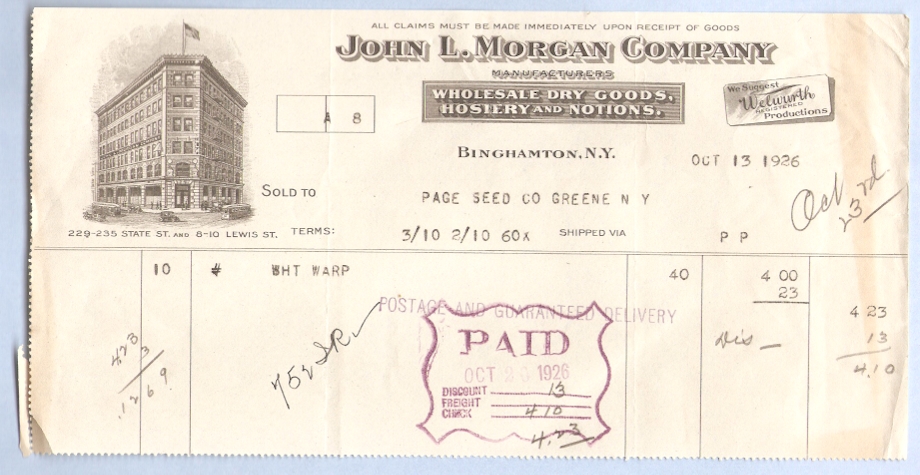 ALL CLAIMS MUST BE MADE IMMEDIATELY UPON RECEIPT OF GOODS
JOHN L. MORGAN COMPANY
MANUFACTURERS
WHOLESALE DRY GOODS,
HOSIERY AND NOTIONS.
We Suggest
Welwurth
REGISTERED
Productions
A 8
BINGHAMTON, N.Y.
OCT 13 1926
Oct 23rd.
SOLD TO
PAGE SEED CO GREENE N Y
229-235 STATE ST. AND 8-10 LEWIS ST.
TERMS:
3/10 2/10 60x
SHIPPED VIA
P P
10 # WHT WARP 40 4 00
23
4 23
POSTAGE AND GUARANTEED DELIVERY
Dis — 13
4.10
4.23
3
.1269
PAID
OCT 1926
DISCOUNT 13
FREIGHT
CHECK 4 10
4.23